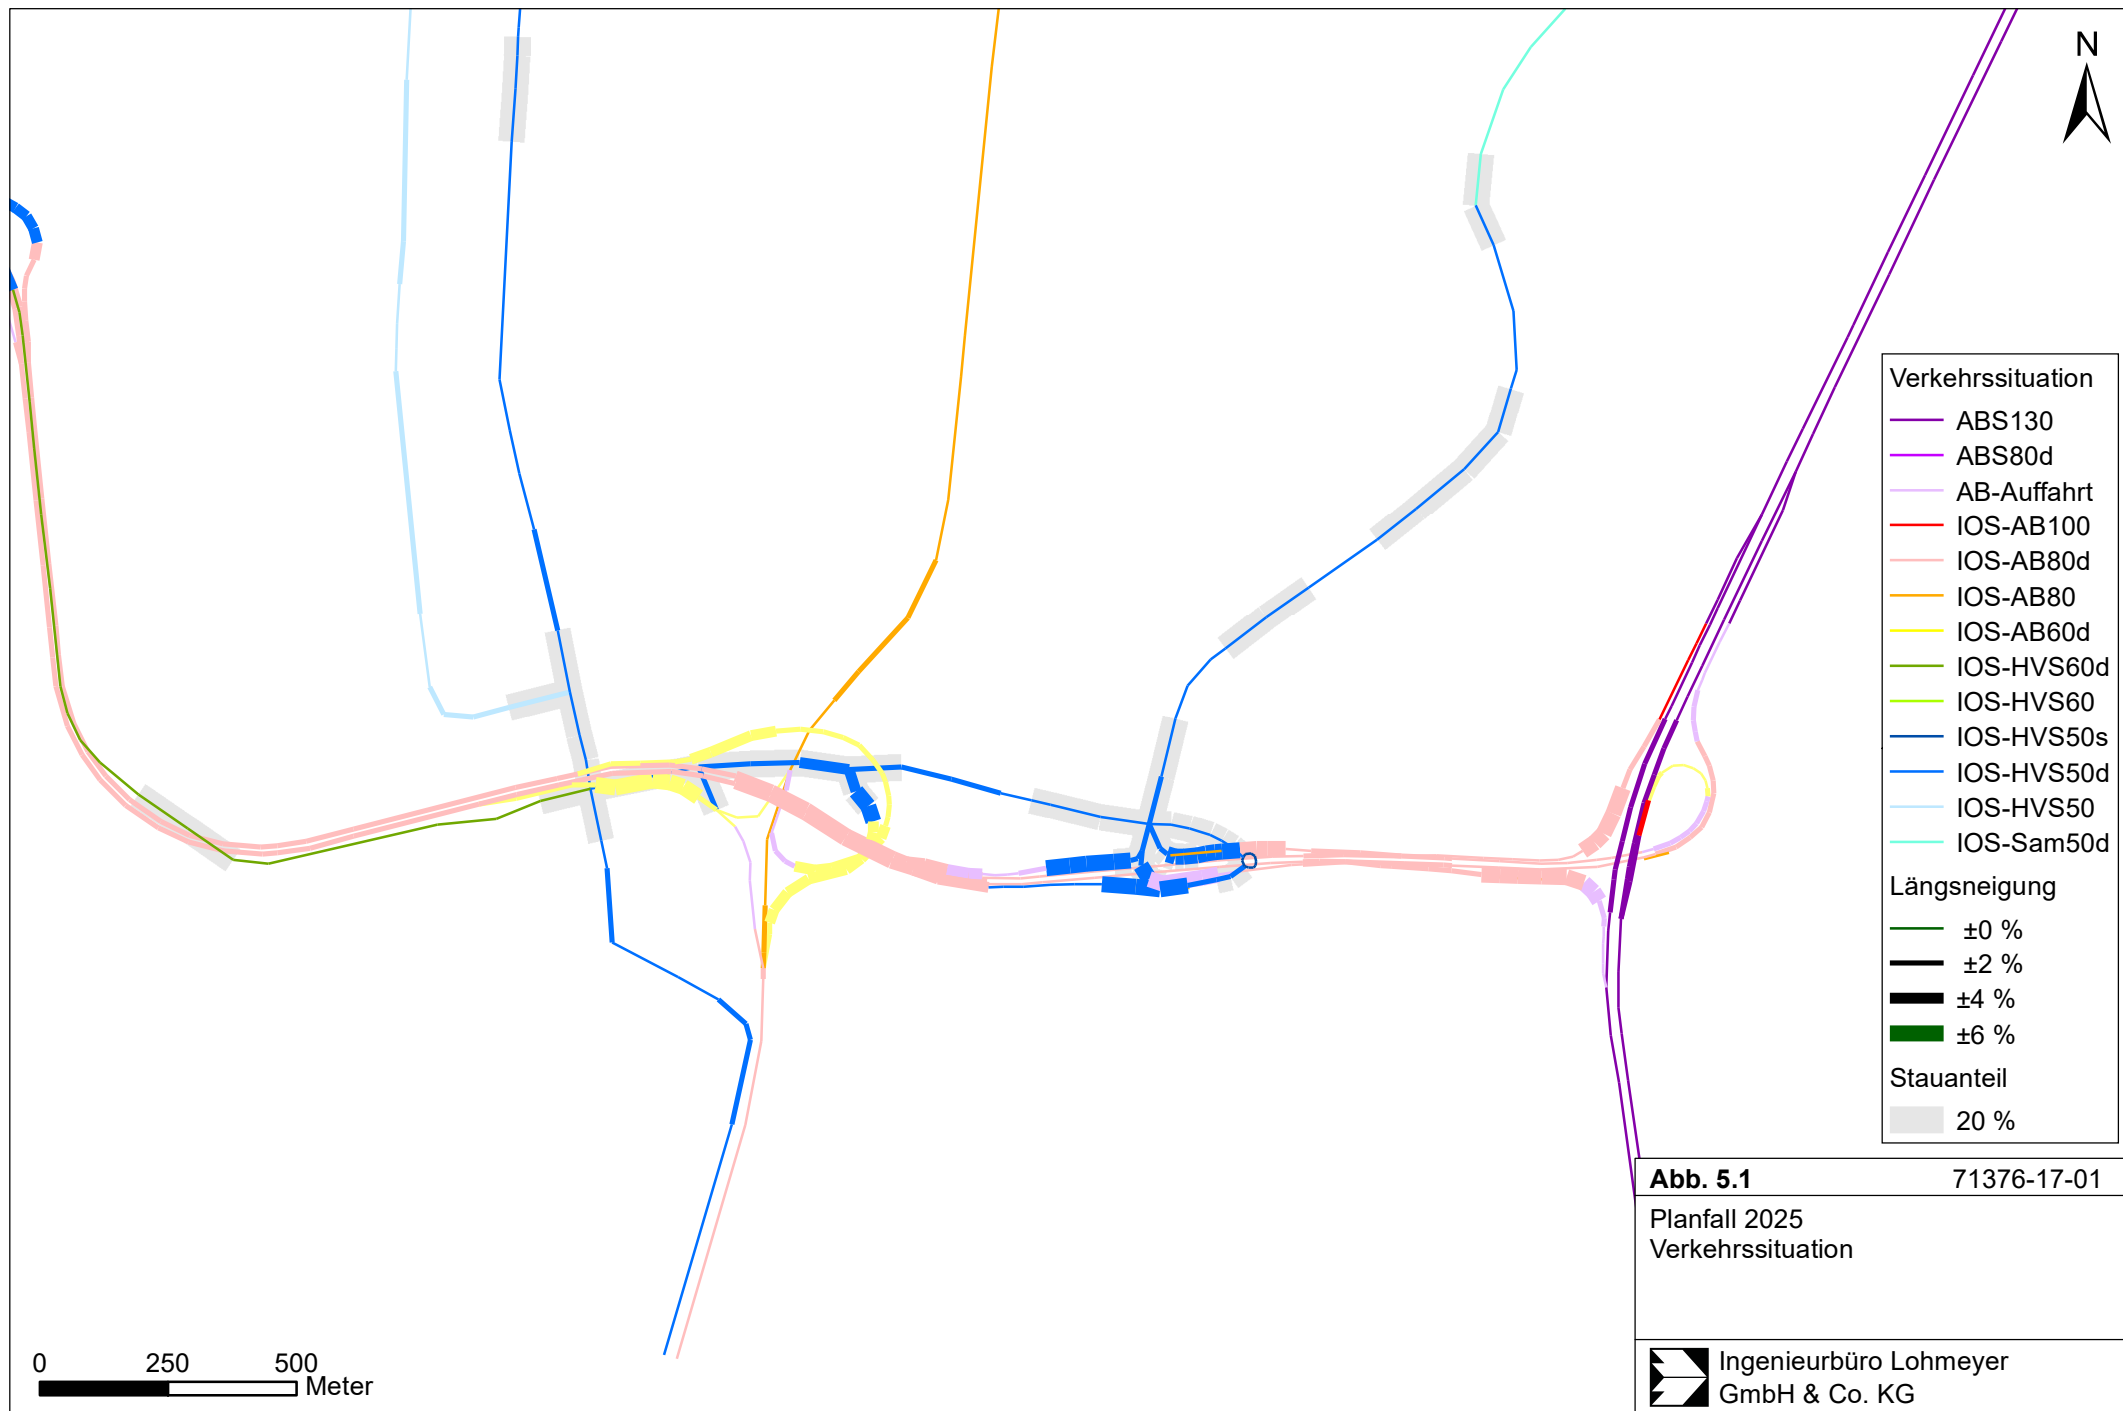 N
Verkehrssituation
ABS130
ABS80d
AB-Auffahrt
IOS-AB100
IOS-AB80d
IOS-AB80
IOS-AB60d
IOS-HVS60d
IOS-HVS60
IOS-HVS50s
IOS-HVS50d
IOS-HVS50
IOS-Sam50d
Längsneigung
±0 %
±2 %
±4 %
±6 %
Stauanteil
20 %
Abb. 5.1 71376-17-01
Planfall 2025
Verkehrssituation
0 250 500
Meter
Ingenieurbüro Lohmeyer
GmbH & Co. KG